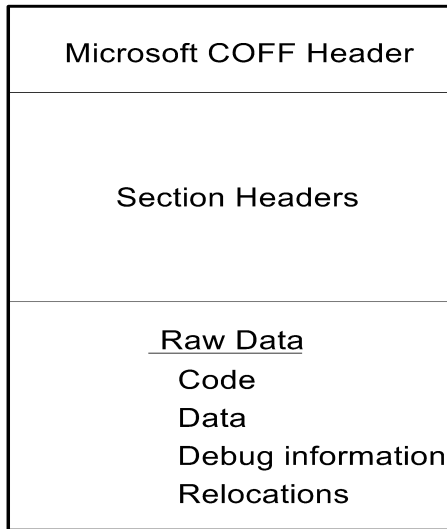 Microsoft COFF Header
Section Headers
Raw Data
Code
Data
Debug information
Relocations